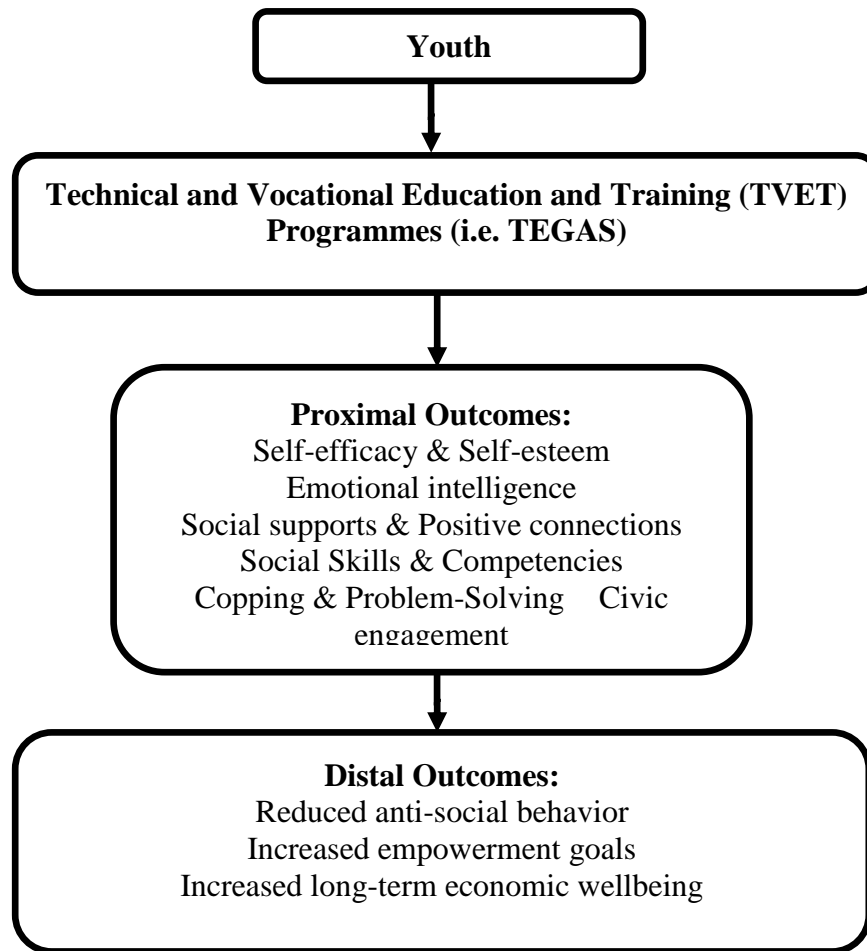 Youth
Technical and Vocational Education and Training (TVET)
Programmes (i.e. TEGAS)
Proximal Outcomes:
Self-efficacy & Self-esteem
Emotional intelligence
Social supports & Positive connections
Social Skills & Competencies
Copping & Problem-Solving Civic
engagement
Distal Outcomes:
Reduced anti-social behavior
Increased empowerment goals
Increased long-term economic wellbeing